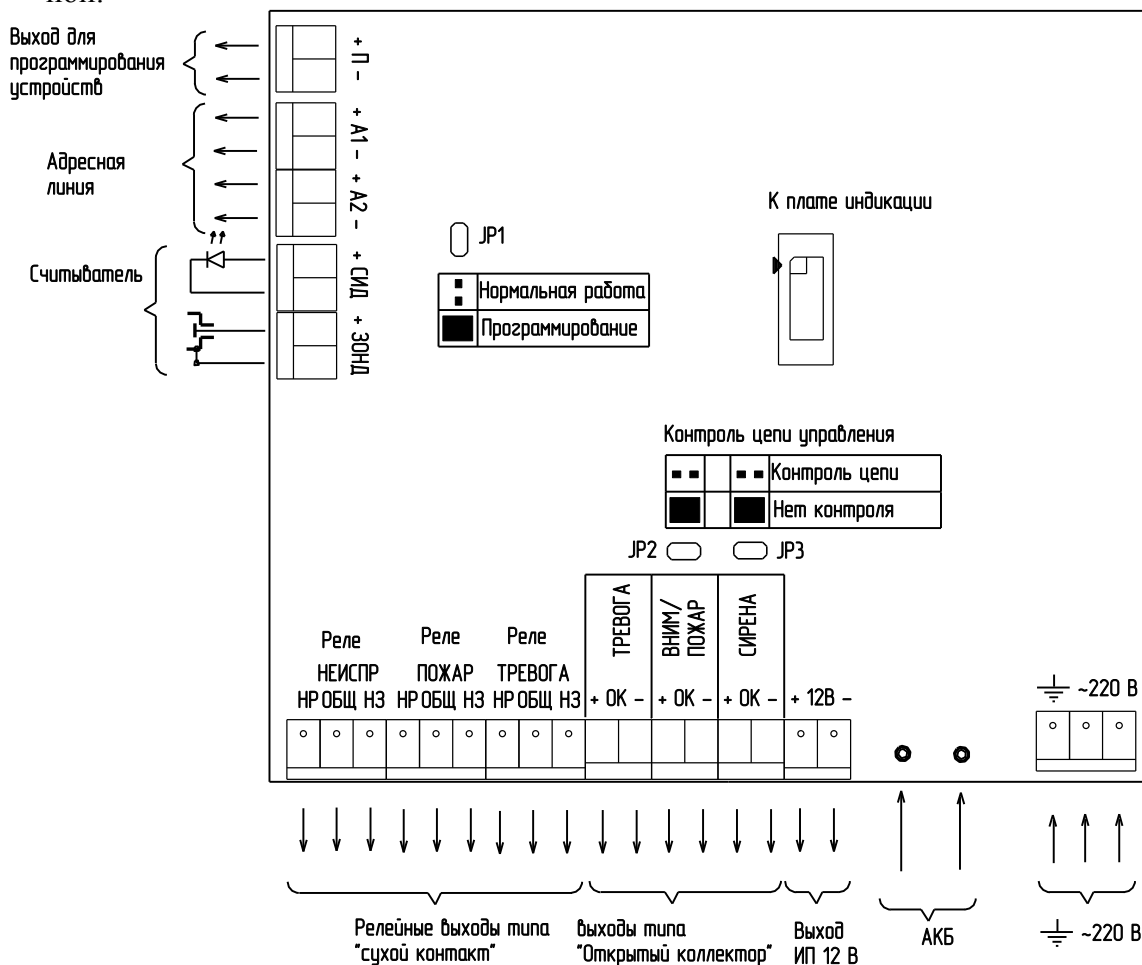 Выход для
программирования
устройств
+ П -
+ А1 -
Адресная
линия
+ А2 -
К плате индикации
JP1
Считыватель
+ СИД
Нормальная работа
Программирование
+ ЗОНД
Контроль цепи управления
Контроль цепи
Нет контроля
JP2
JP3
ТРЕВОГА
ВНИМ/
ПОЖАР
СИРЕНА
Реле
НЕИСПР
НР ОБЩ НЗ
Реле
ПОЖАР
НР ОБЩ НЗ
Реле
ТРЕВОГА
НР ОБЩ НЗ
+ ОК -
+ ОК -
+ ОК -
+ 12В -
~220 В
Релейные выходы типа
"сухой контакт"
выходы типа
"Открытый коллектор"
Выход
ИП 12 В
АКБ
~220 В